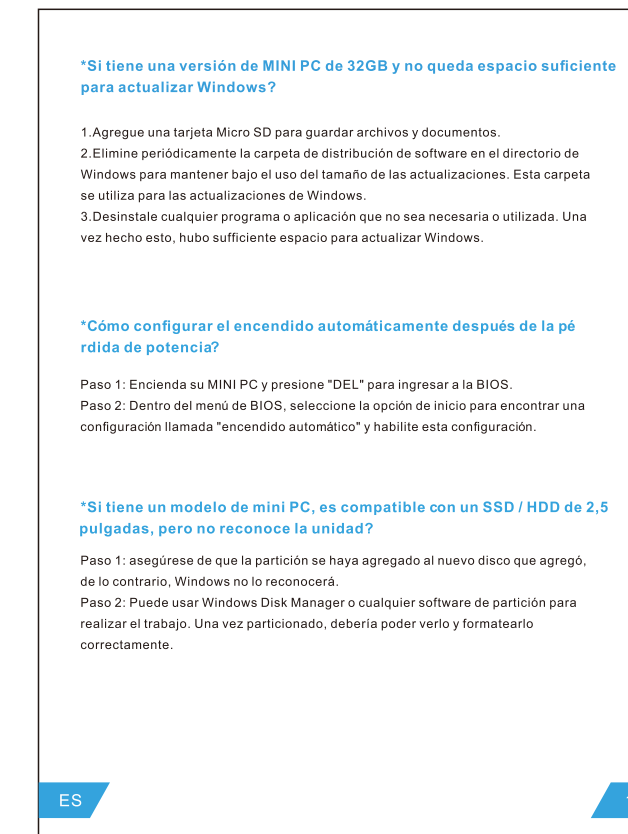 *Si tiene una versión de MINI PC de 32GB y no queda espacio suficiente
para actualizar Windows?
1.Agregue una tarjeta Micro SD para guardar archivos y documentos.
2.Elimine periódicamente la carpeta de distribución de software en el directorio de
Windows para mantener bajo el uso del tamaño de las actualizaciones. Esta carpeta
se utiliza para las actualizaciones de Windows.
3.Desinstale cualquier programa o aplicación que no sea necesaria o utilizada. Una
vez hecho esto, hubo sufficiente espacio para actualizar Windows.
*Cómo configurar el encendido automáticamente después de la pé
rdida de potencia?
Paso 1: Encienda su MINI PC y presione "DEL" para ingresar a la BIOS.
Paso 2: Dentro del menú de BIOS, seleccione la opción de inicio para encontrar una
configuración llamada "encendido automático" y habilite esta configuración.
*Si tiene un modelo de mini PC, es compatible con un SSD / HDD de 2,5
pulgadas, pero no reconoce la unidad?
Paso 1: asegúrese de que la partición se haya agregado al nuevo disco que agregó,
de lo contrario, Windows no lo reconocerá.
Paso 2: Puede usar Windows Disk Manager o cualquier software de partición para
realizar el trabajo. Una vez particionado, debería poder verlo y formatearlo
correctamente.
ES